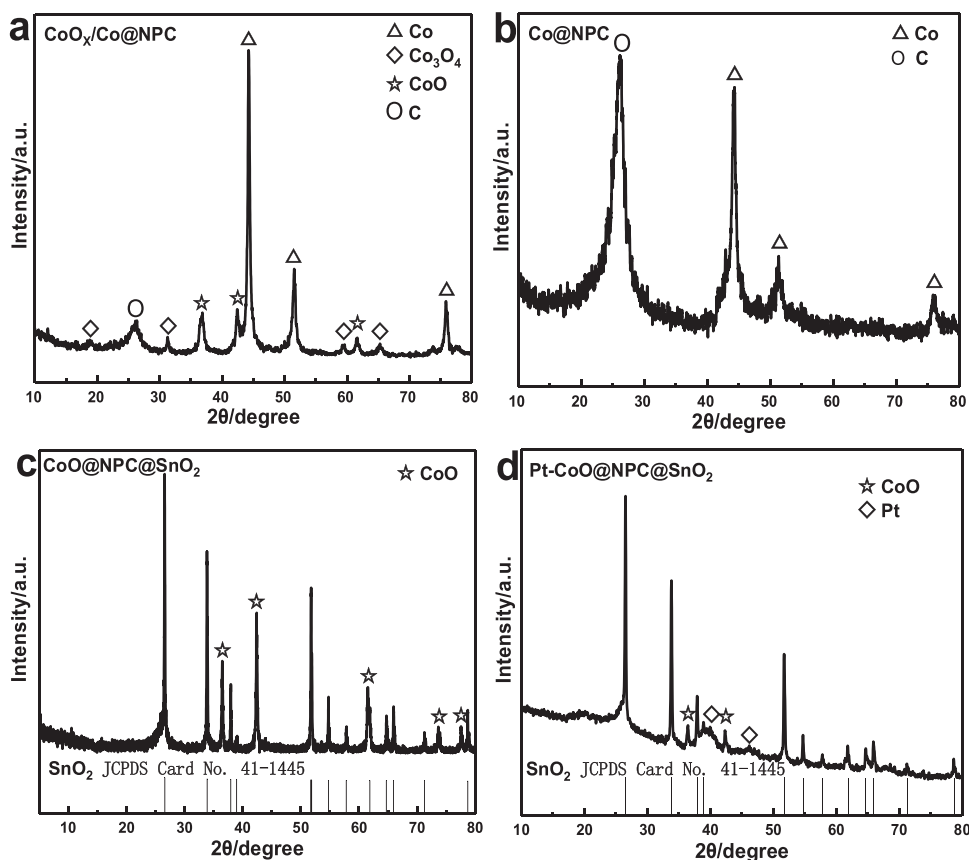 a
CoOₓ/Co@NPC
△ Co
◇ Co₃O₄
☆ CoO
○ C
Intensity/a.u.
10 20 30 40 50 60 70 80
2θ/degree
b
Co@NPC
△ Co
○ C
Intensity/a.u.
10 20 30 40 50 60 70 80
2θ/degree
c
CoO@NPC@SnO₂
☆ CoO
Intensity/a.u.
SnO₂ JCPDS Card No. 41-1445
10 20 30 40 50 60 70 80
2θ/degree
d
Pt-CoO@NPC@SnO₂
☆ CoO
◇ Pt
Intensity/a.u.
SnO₂ JCPDS Card No. 41-1445
10 20 30 40 50 60 70 80
2θ/degree